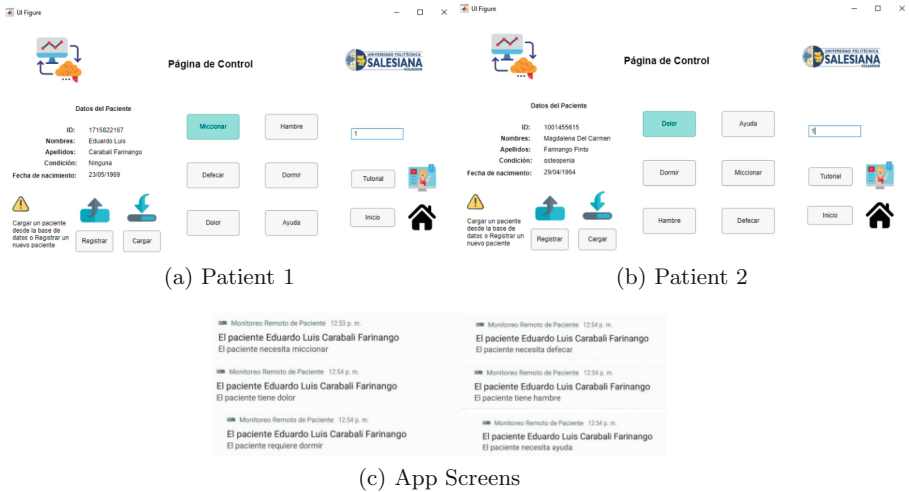 UI Figure
Página de Control
UNIVERSIDAD POLITÉCNICA
SALESIANA
ECUADOR
Datos del Paciente
ID: 1715822167
Nombres: Eduardo Luis
Apellidos: Carabali Farinango
Condición: Ninguna
Fecha de nacimiento: 23/05/1989
Miccionar
Hambre
1
Defecar
Dormir
Tutorial
Dolor
Ayuda
Inicio
Cargar un paciente
desde la base de
datos o Registrar un
nuevo paciente
Registrar
Cargar
(a) Patient 1
UI Figure
Página de Control
UNIVERSIDAD POLITÉCNICA
SALESIANA
ECUADOR
Datos del Paciente
ID: 1001455615
Nombres: Magdalena Del Carmen
Apellidos: Farinango Pinto
Condición: osteopenia
Fecha de nacimiento: 29/04/1964
Dolor
Ayuda
1
Dormir
Miccionar
Tutorial
Hambre
Defecar
Inicio
Cargar un paciente
desde la base de
datos o Registrar un
nuevo paciente
Registrar
Cargar
(b) Patient 2
Monitoreo Remoto de Paciente 12:53 p. m.
El paciente Eduardo Luis Carabali Farinango
El paciente necesita miccionar
Monitoreo Remoto de Paciente 12:54 p. m.
El paciente Eduardo Luis Carabali Farinango
El paciente tiene dolor
Monitoreo Remoto de Paciente 12:54 p. m.
El paciente Eduardo Luis Carabali Farinango
El paciente requiere dormir
Monitoreo Remoto de Paciente 12:54 p. m.
El paciente Eduardo Luis Carabali Farinango
El paciente necesita defecar
Monitoreo Remoto de Paciente 12:54 p. m.
El paciente Eduardo Luis Carabali Farinango
El paciente tiene hambre
Monitoreo Remoto de Paciente 12:54 p. m.
El paciente Eduardo Luis Carabali Farinango
El paciente necesita ayuda
(c) App Screens